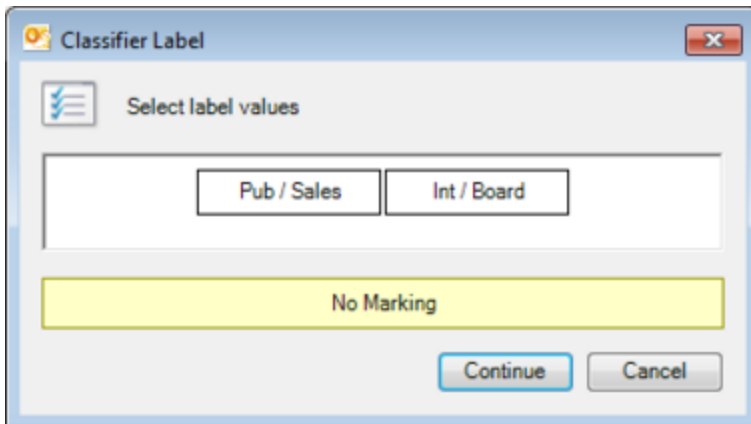 Classifier Label
Select label values
Pub / Sales Int / Board
No Marking
Continue Cancel